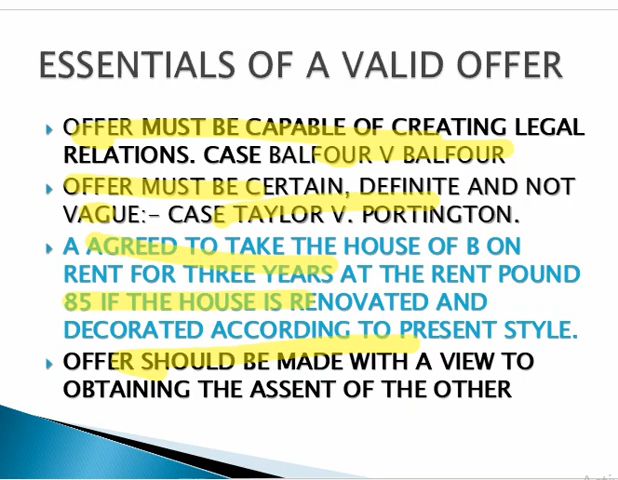 ESSENTIALS OF A VALID OFFER
OFFER MUST BE CAPABLE OF CREATING LEGAL
RELATIONS. CASE BALFOUR V BALFOUR
OFFER MUST BE CERTAIN, DEFINITE AND NOT
VAGUE:- CASE TAYLOR V. PORTINGTON.
A AGREED TO TAKE THE HOUSE OF B ON
RENT FOR THREE YEARS AT THE RENT POUND
85 IF THE HOUSE IS RENOVATED AND
DECORATED ACCORDING TO PRESENT STYLE.
OFFER SHOULD BE MADE WITH A VIEW TO
OBTAINING THE ASSENT OF THE OTHER